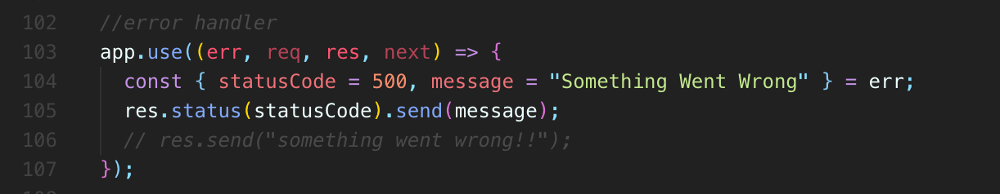 102 //error handler
103 app.use((err, req, res, next) => {
104 const { statusCode = 500, message = "Something Went Wrong" } = err;
105 res.status(statusCode).send(message);
106 // res.send("something went wrong!!");
107 });